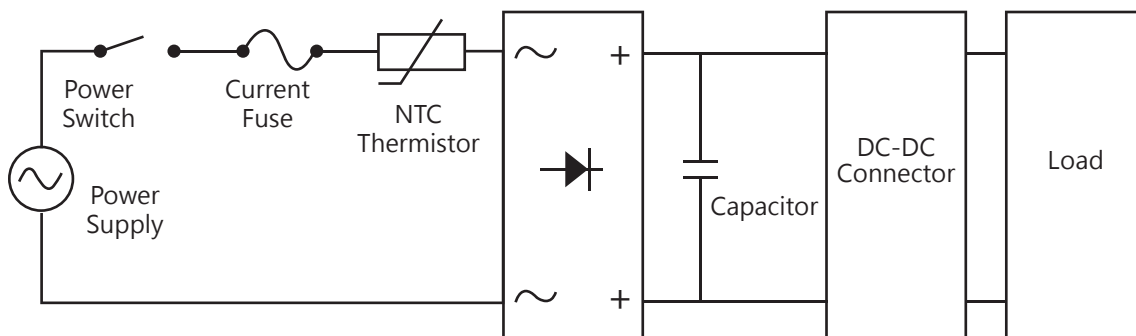 Power
Switch
Current
Fuse
NTC
Thermistor
Power
Supply
+
+
Capacitor
DC-DC
Connector
Load